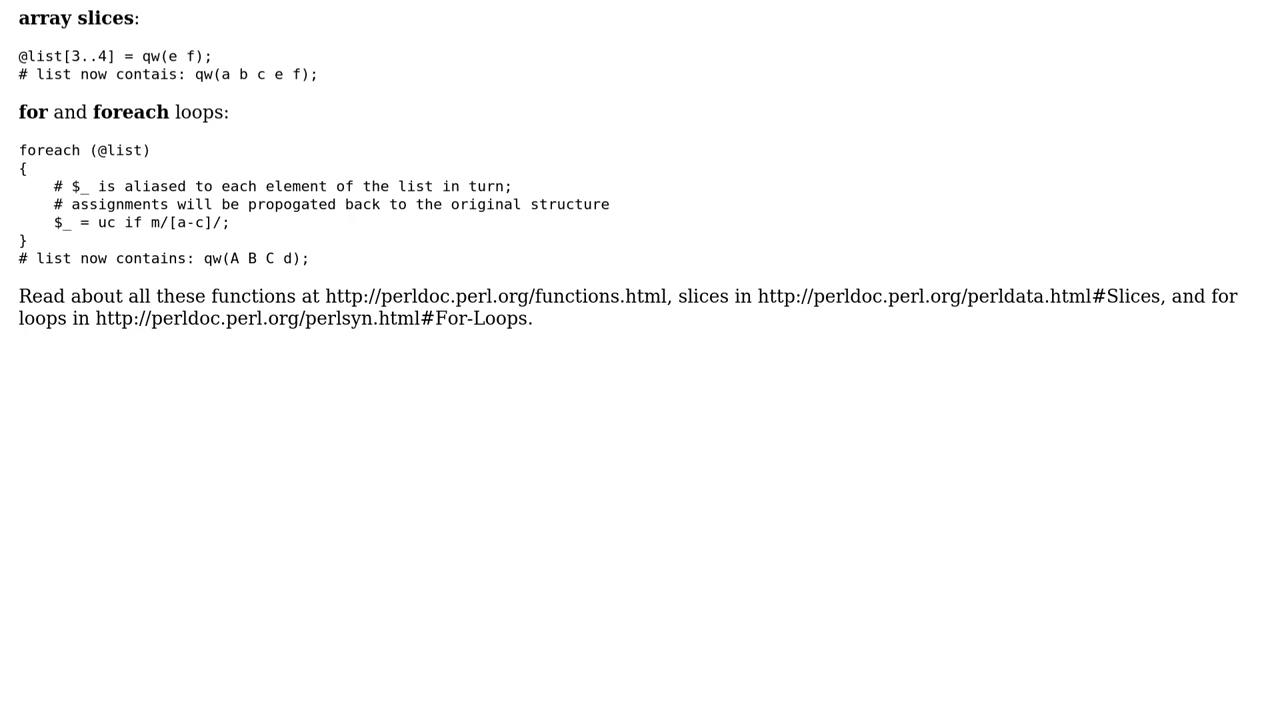 array slices:
@list[3..4] = qw(e f);
# list now contais: qw(a b c e f);
for and foreach loops:
foreach (@list)
{
    # $_ is aliased to each element of the list in turn;
    # assignments will be propogated back to the original structure
    $_ = uc if m/[a-c]/;
}
# list now contains: qw(A B C d);
Read about all these functions at http://perldoc.perl.org/functions.html, slices in http://perldoc.perl.org/perldata.html#Slices, and for
loops in http://perldoc.perl.org/perlsyn.html#For-Loops.